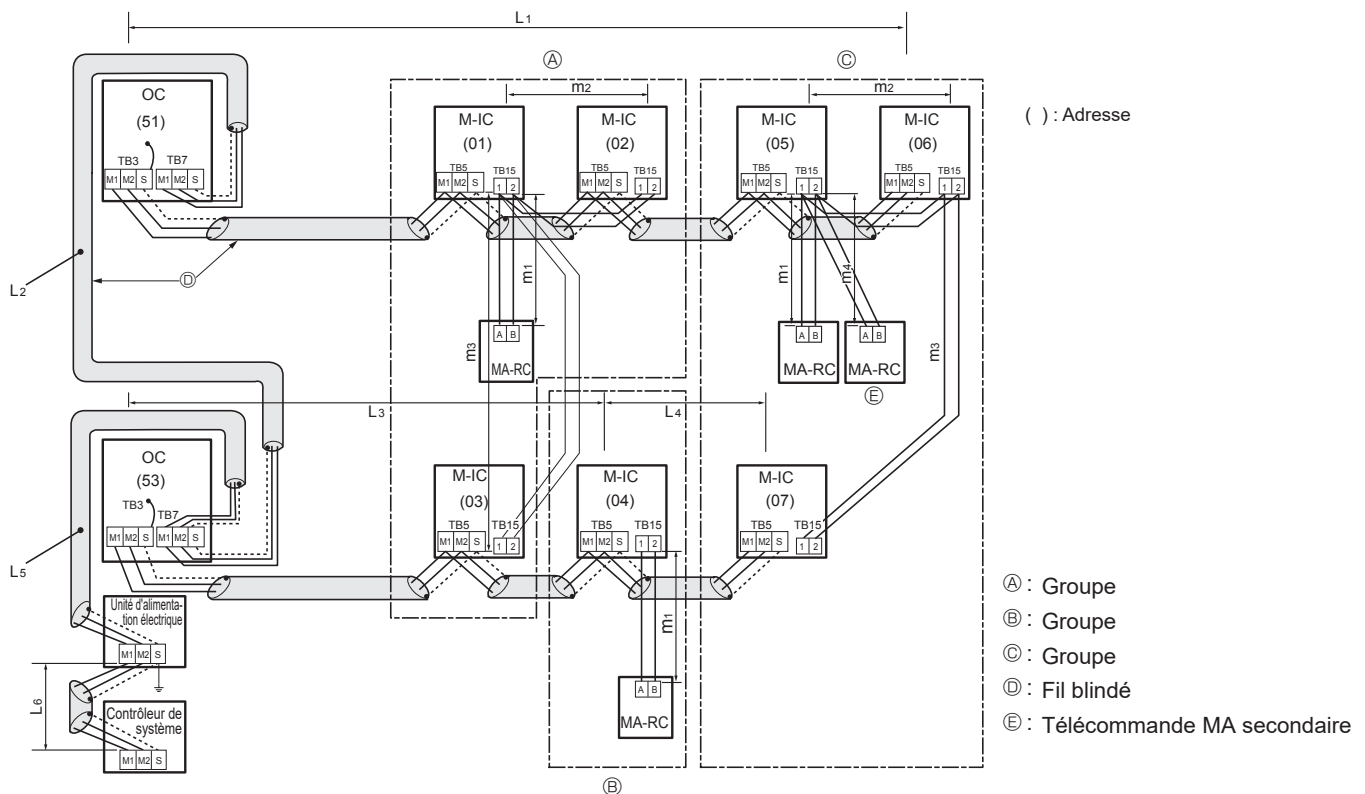 L1
Ⓐ
Ⓒ
m2
m2
OC
(51)
TB3
TB7
M1 M2 S
M1 M2 S
M-IC
(01)
TB5
TB15
M1 M2 S
1 2
M-IC
(02)
TB5
TB15
M1 M2 S
1 2
M-IC
(05)
TB5
TB15
M1 M2 S
1 2
M-IC
(06)
TB5
TB15
M1 M2 S
1 2
( ) : Adresse
L2
Ⓓ
m1
m3
A B
MA-RC
m1
m4
A B
MA-RC
A B
MA-RC
Ⓔ
m3
L3
L4
OC
(53)
TB3
TB7
M1 M2 S
M1 M2 S
M-IC
(03)
TB5
TB15
M1 M2 S
1 2
M-IC
(04)
TB5
TB15
M1 M2 S
1 2
M-IC
(07)
TB5
TB15
M1 M2 S
1 2
L5
Unité d'alimenta-
tion électrique
M1 M2 S
L6
Contrôleur de
système
M1 M2 S
m1
A B
MA-RC
Ⓑ
Ⓐ : Groupe
Ⓑ : Groupe
Ⓒ : Groupe
Ⓓ : Fil blindé
Ⓔ : Télécommande MA secondaire